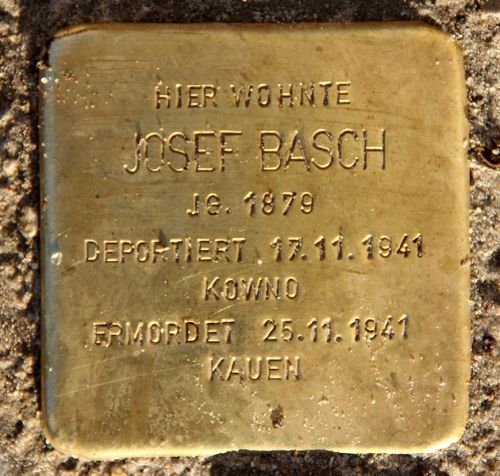 HIER WOHNTE
JOSEF BASCH
JG. 1879
DEPORTIERT 17.11.1941
KOWNO
ERMORDET 25.11.1941
KAUEN